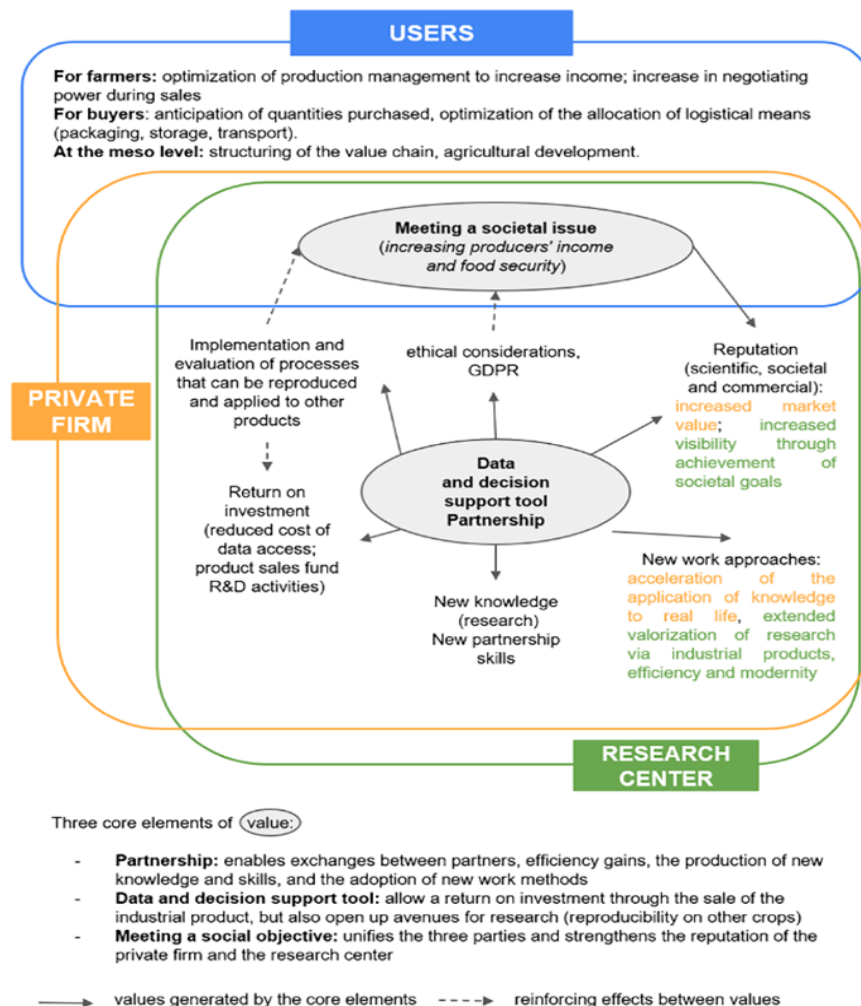 USERS
For farmers: optimization of production management to increase income; increase in negotiating
power during sales
For buyers: anticipation of quantities purchased, optimization of the allocation of logistical means
(packaging, storage, transport).
At the meso level: structuring of the value chain, agricultural development.
Meeting a societal issue
(increasing producers' income
and food security)
Implementation and
evaluation of processes
that can be reproduced
and applied to other
products
ethical considerations,
GDPR
Reputation
(scientific, societal
and commercial):
increased market
value; increased
visibility through
achievement of
societal goals
PRIVATE
FIRM
Data
and decision
support tool
Partnership
Return on
investment
(reduced cost of
data access;
product sales fund
R&D activities)
New knowledge
(research)
New partnership
skills
New work approaches:
acceleration of the
application of knowledge
to real life, extended
valorization of research
via industrial products,
efficiency and modernity
RESEARCH
CENTER
Three core elements of value:
- Partnership: enables exchanges between partners, efficiency gains, the production of new
knowledge and skills, and the adoption of new work methods
- Data and decision support tool: allow a return on investment through the sale of the
industrial product, but also open up avenues for research (reproducibility on other crops)
- Meeting a social objective: unifies the three parties and strengthens the reputation of the
private firm and the research center
values generated by the core elements
reinforcing effects between values